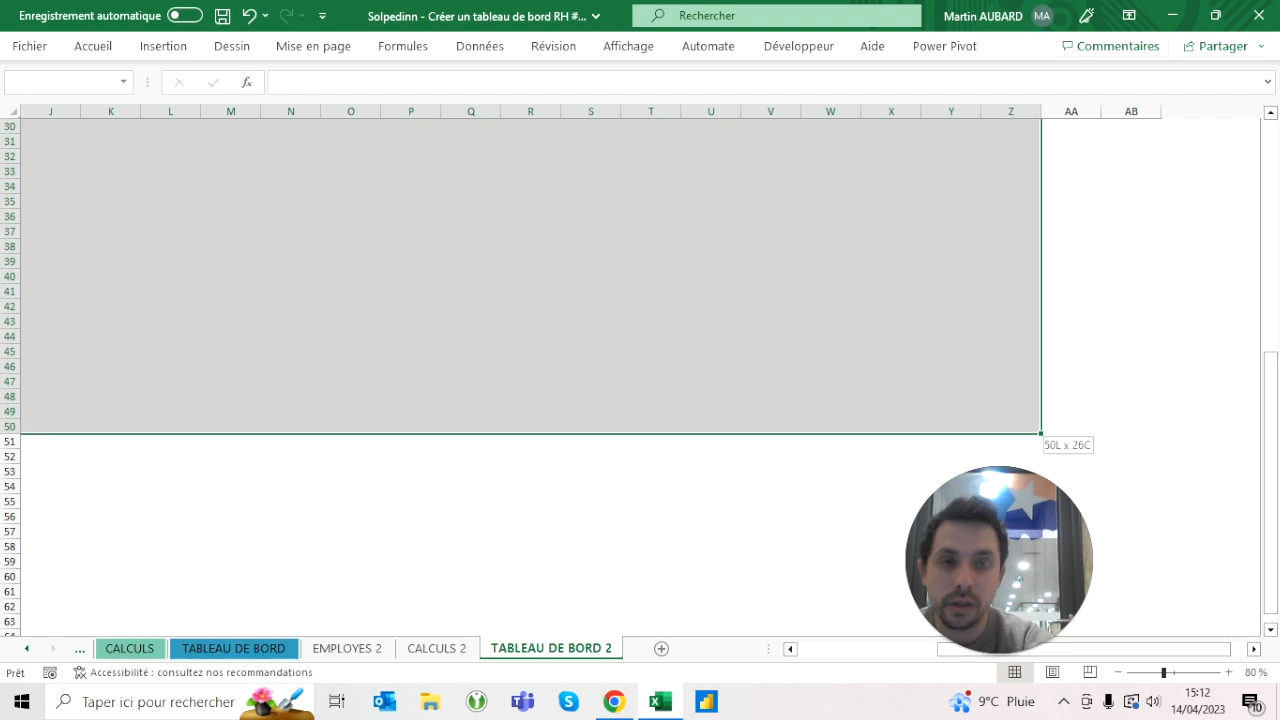 Enregistrement automatique
Solpedinn - Créer un tableau de bord RH #...
Rechercher
Martin AUBARD
MA
Fichier Accueil Insertion Dessin Mise en page Formules Données Révision Affichage Automate Développeur Aide Power Pivot Commentaires Partager
fx
J K L M N O P Q R S T U V W X Y Z AA AB
30
31
32
33
34
35
36
37
38
39
40
41
42
43
44
45
46
47
48
49
50
51
50L x 26C
52
53
54
55
56
57
58
59
60
61
62
63
... CALCULS TABLEAU DE BORD EMPLOYES 2 CALCULS 2 TABLEAU DE BORD 2
Prêt Accessibilité : consultez nos recommandations 80 %
Taper ici pour rechercher
9°C Pluie
15:12
14/04/2023
10